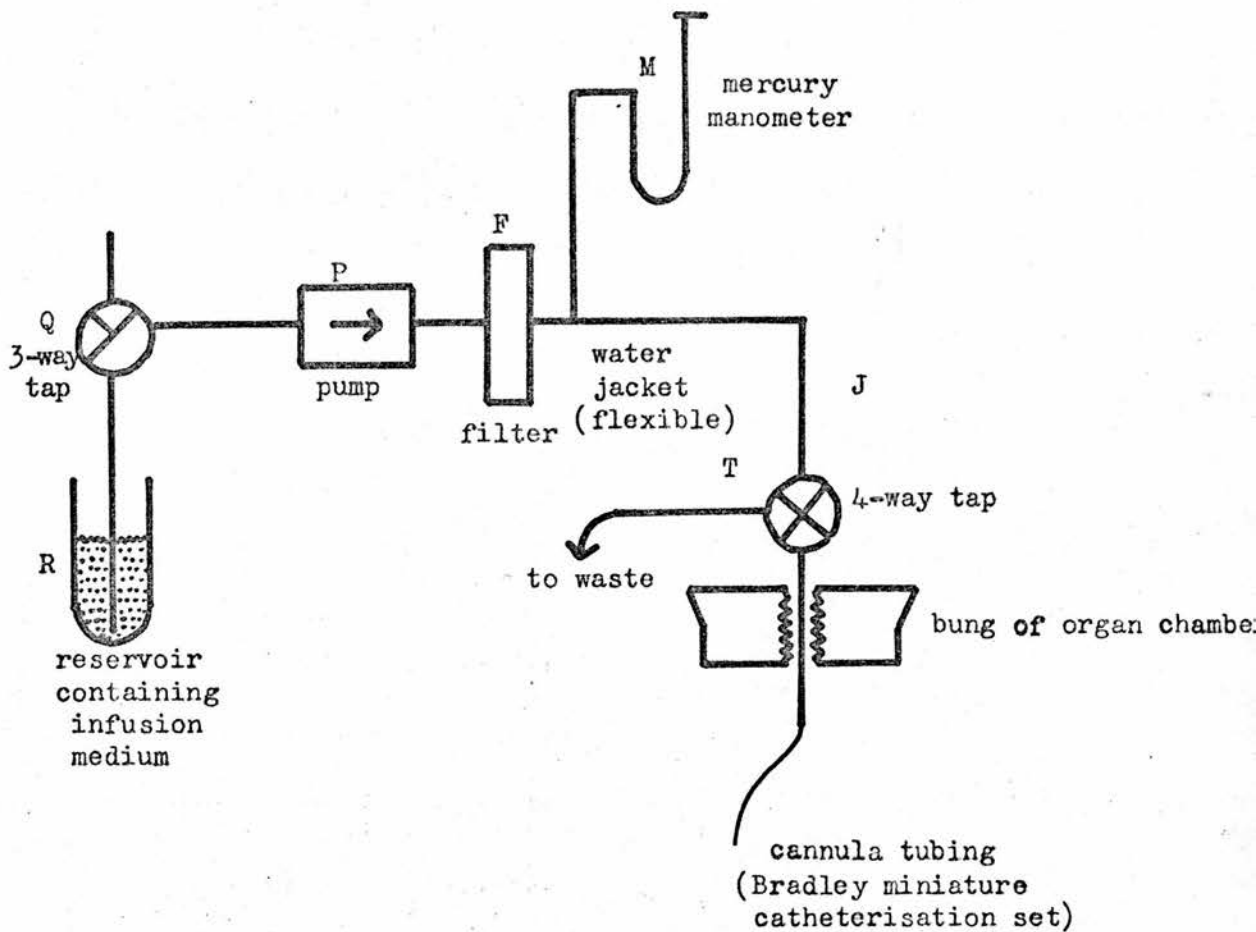 M
mercury
manometer
F
P
Q
3-way
tap
pump
filter
water
jacket
(flexible)
J
T
4-way tap
to waste
R
reservoir
containing
infusion
medium
bung of organ chambe
cannula tubing
(Bradley miniature
catheterisation set)